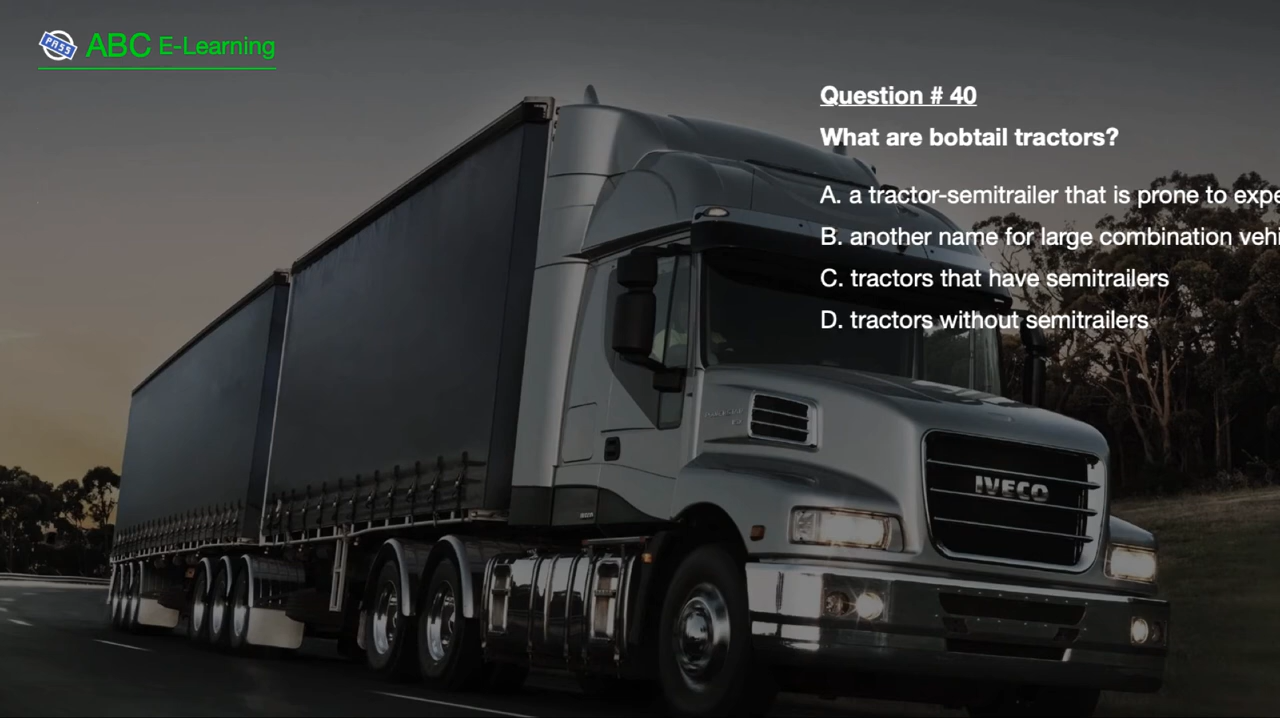 PASS
ABC E-Learning
Question # 40
What are bobtail tractors?
A. a tractor-semitrailer that is prone to expe
B. another name for large combination vehi
C. tractors that have semitrailers
D. tractors without semitrailers
IVECO